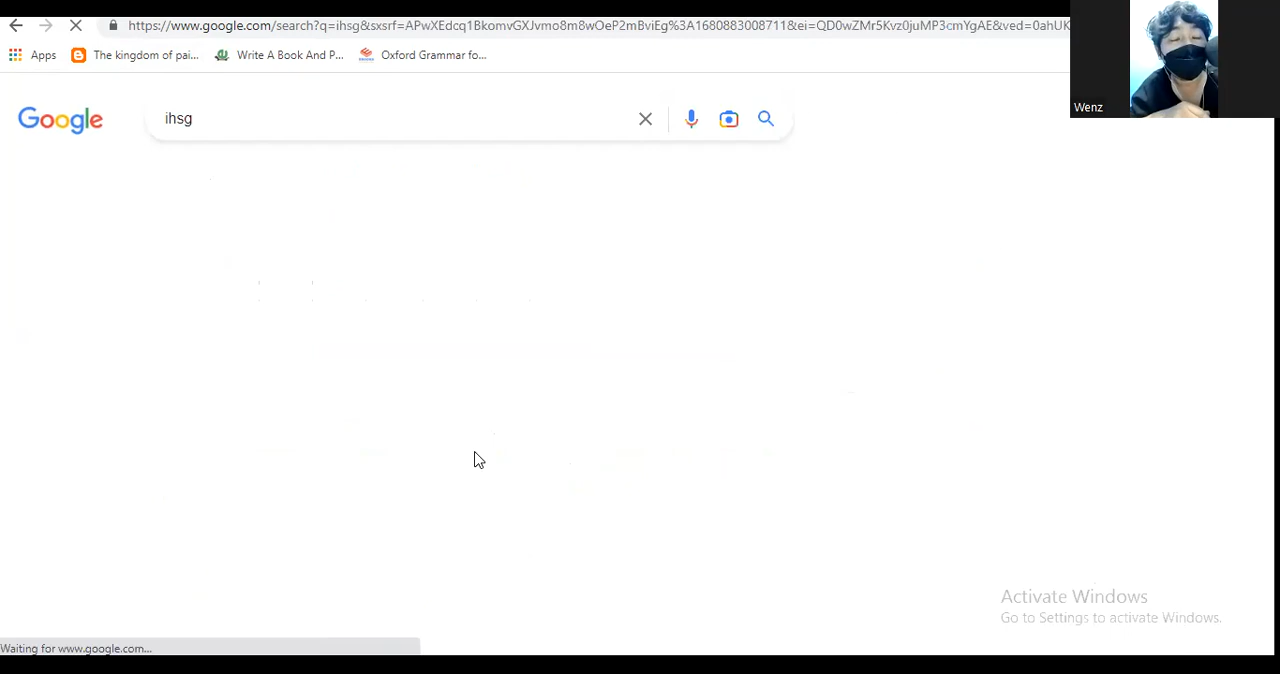 https://www.google.com/search?q=ihsg&sxsrf=APwXEdcq1BkomvGXJvmo8m8wOeP2mBviEg%3A1680883008711&ei=QD0wZMr5Kvz0juMP3cmYgAE&ved=0ahUK
Apps The kingdom of pai... Write A Book And P... Oxford Grammar fo...
Wenz
Google ihsg
Activate Windows
Go to Settings to activate Windows.
Waiting for www.google.com...